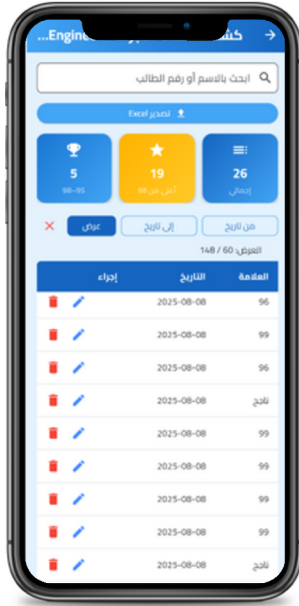 Engine...
ابحث بالاسم أو رقم الطالب
تصدير Excel
26
إجمالي
19
أعلى من 98
5
95-98
من تاريخ
إلى تاريخ
عرض
العرض: 60 / 148
العلامة التاريخ إجراء
96 2025-08-08
99 2025-08-08
96 2025-08-08
ناجح 2025-08-08
99 2025-08-08
99 2025-08-08
99 2025-08-08
99 2025-08-08
ناجح 2025-08-08